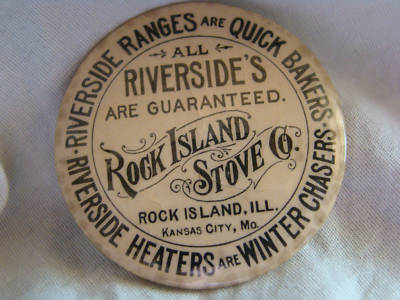 RIVERSIDE RANGES ARE QUICK BAKERS
RIVERSIDE HEATERS ARE WINTER CHASERS
ALL
RIVERSIDE'S
ARE GUARANTEED.
ROCK ISLAND
STOVE CO.
ROCK ISLAND, ILL.
KANSAS CITY, MO.